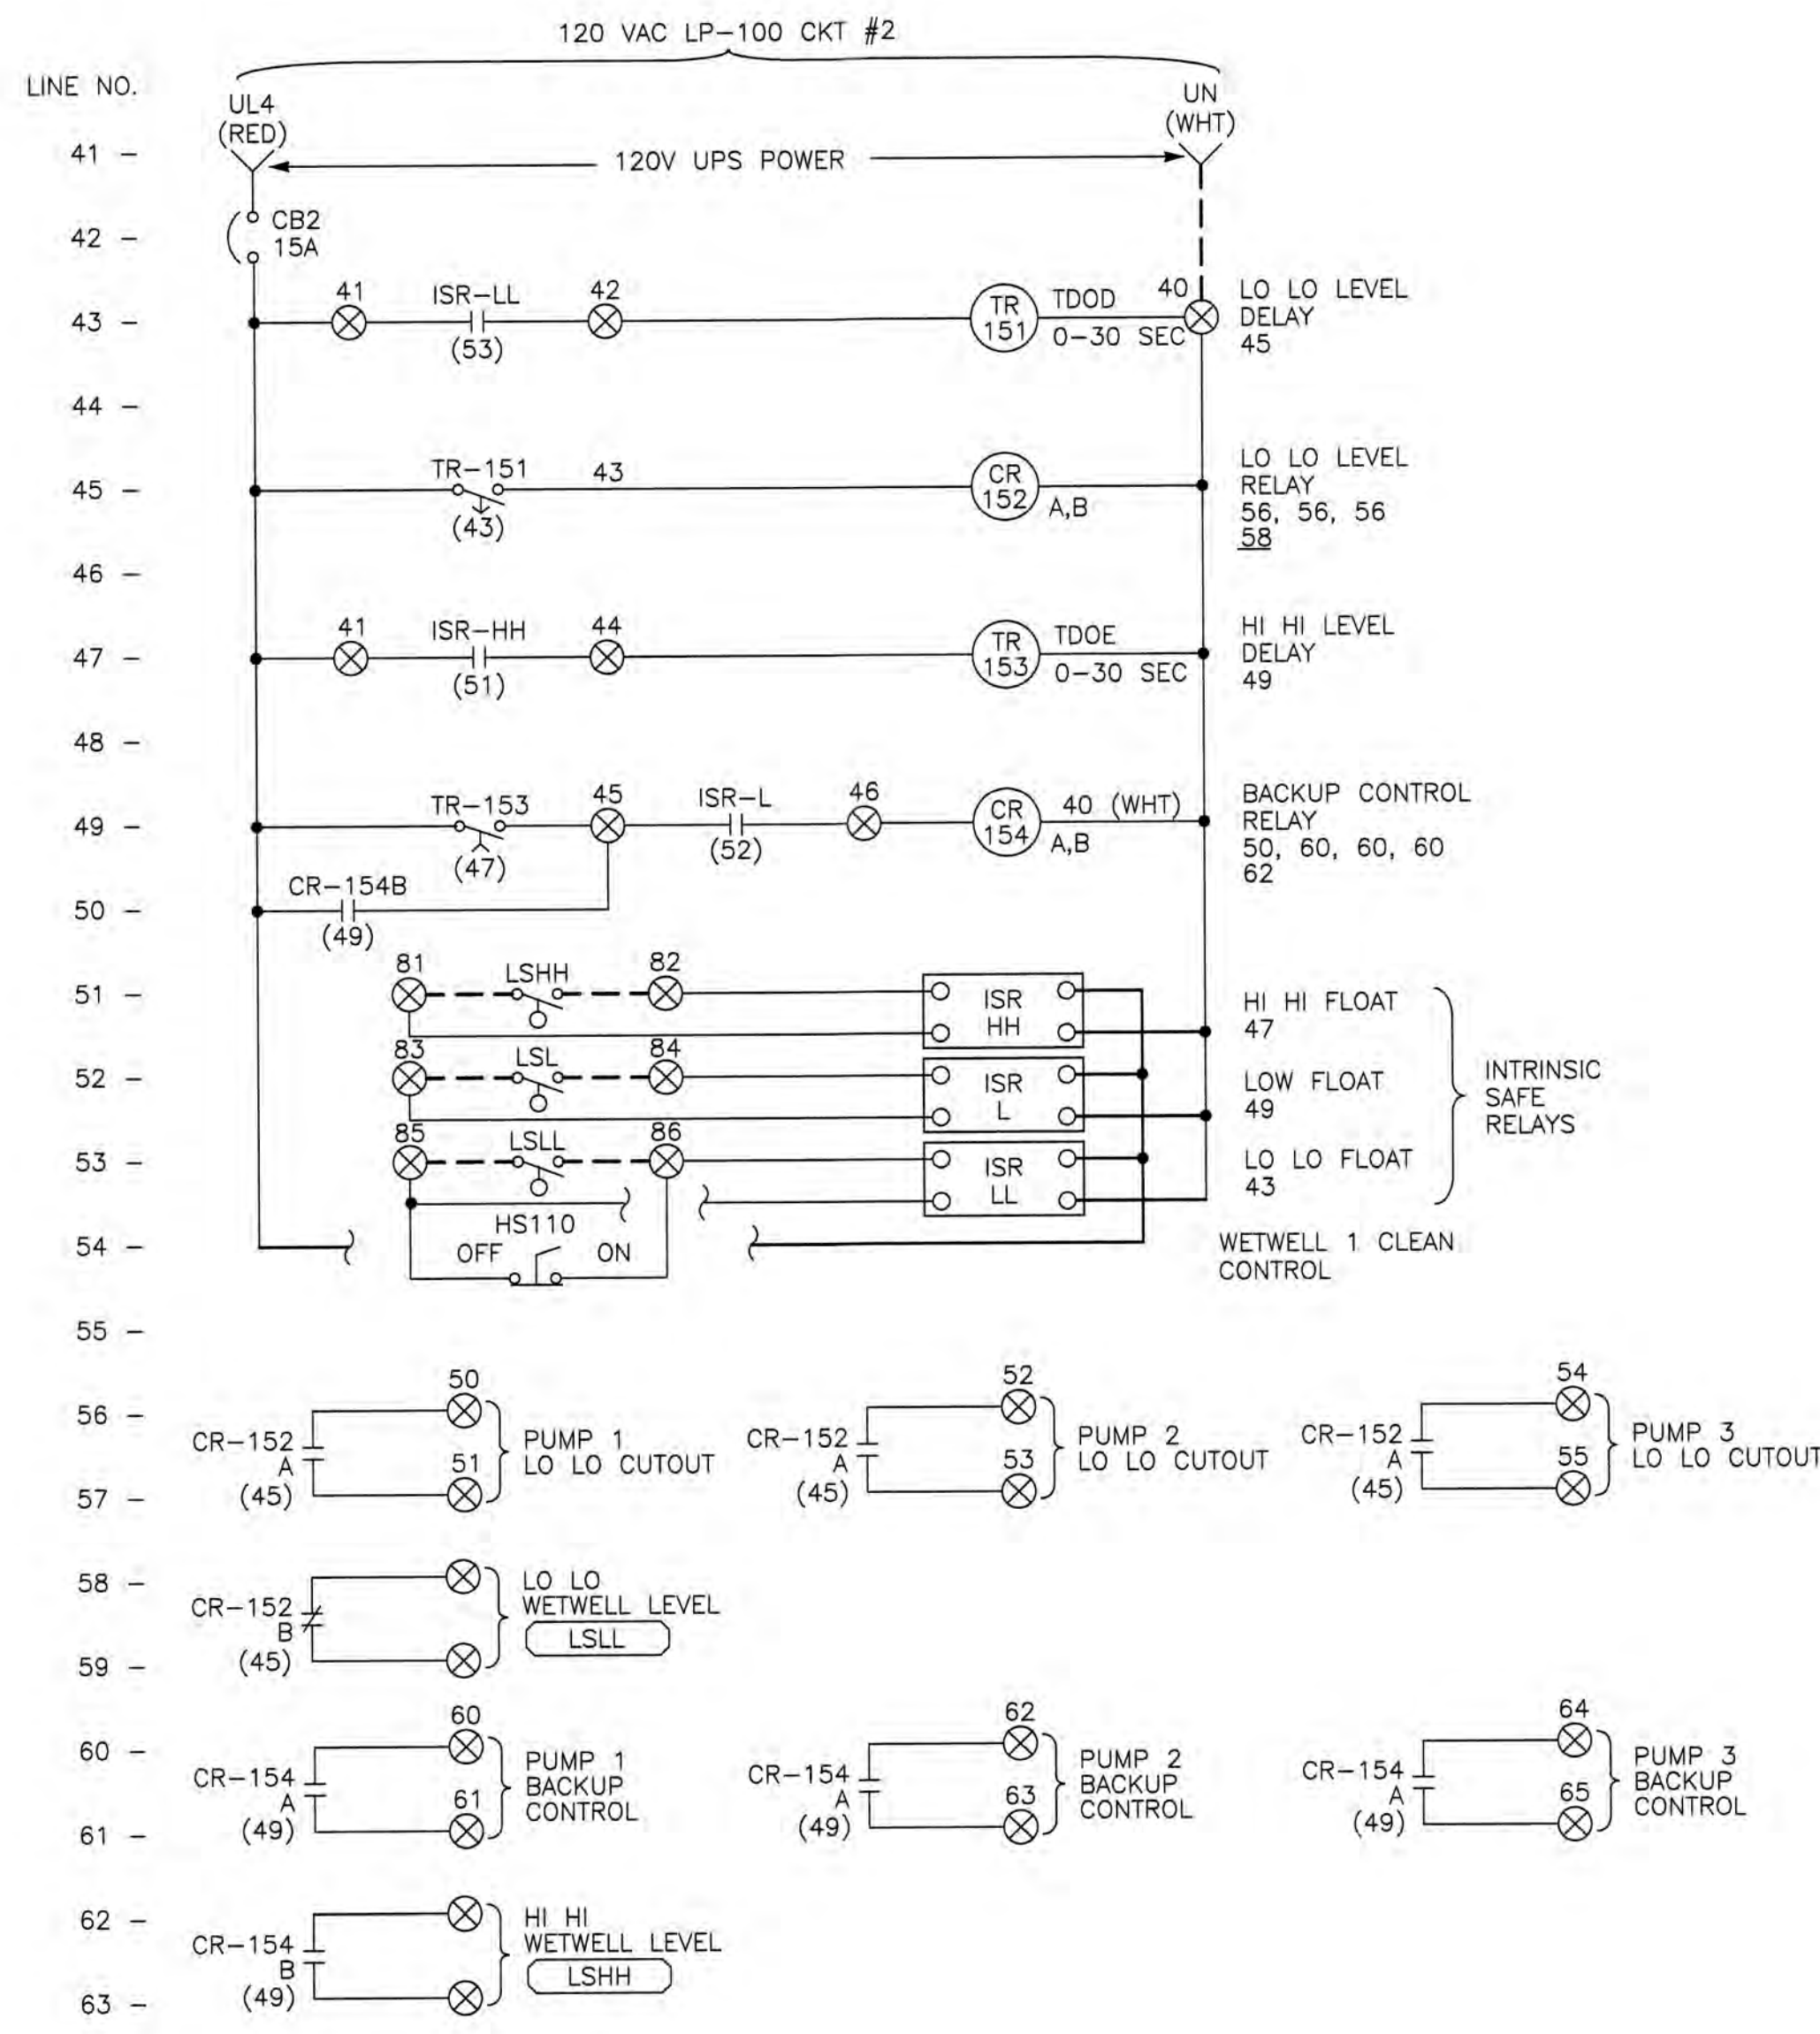 120 VAC LP-100 CKT #2
LINE NO.
UL4
(RED)
UN
(WHT)
41 -
120V UPS POWER
42 -
CB2
15A
43 -
41
ISR-LL
(53)
42
TR
151
TDOD
0-30 SEC
40
LO LO LEVEL
DELAY
45
44 -
45 -
TR-151
(43)
43
CR
152
A,B
LO LO LEVEL
RELAY
56, 56, 56
58
46 -
47 -
41
ISR-HH
(51)
44
TR
153
TDOE
0-30 SEC
HI HI LEVEL
DELAY
49
48 -
49 -
TR-153
(47)
45
ISR-L
(52)
46
CR
154
40 (WHT)
A,B
BACKUP CONTROL
RELAY
50, 60, 60, 60
62
50 -
CR-154B
(49)
51 -
81
LSHH
82
ISR
HH
HI HI FLOAT
47
52 -
83
LSL
84
ISR
L
LOW FLOAT
49
INTRINSIC
SAFE
RELAYS
53 -
85
LSLL
86
ISR
LL
LO LO FLOAT
43
54 -
HS110
OFF
ON
WETWELL 1 CLEAN
CONTROL
55 -
56 -
CR-152
A
(45)
50
51
PUMP 1
LO LO CUTOUT
CR-152
A
(45)
52
53
PUMP 2
LO LO CUTOUT
CR-152
A
(45)
54
55
PUMP 3
LO LO CUTOUT
57 -
58 -
CR-152
B
(45)
LO LO
WETWELL LEVEL
LSLL
59 -
60 -
CR-154
A
(49)
60
61
PUMP 1
BACKUP
CONTROL
CR-154
A
(49)
62
63
PUMP 2
BACKUP
CONTROL
CR-154
A
(49)
64
65
PUMP 3
BACKUP
CONTROL
61 -
62 -
CR-154
B
(49)
HI HI
WETWELL LEVEL
LSHH
63 -